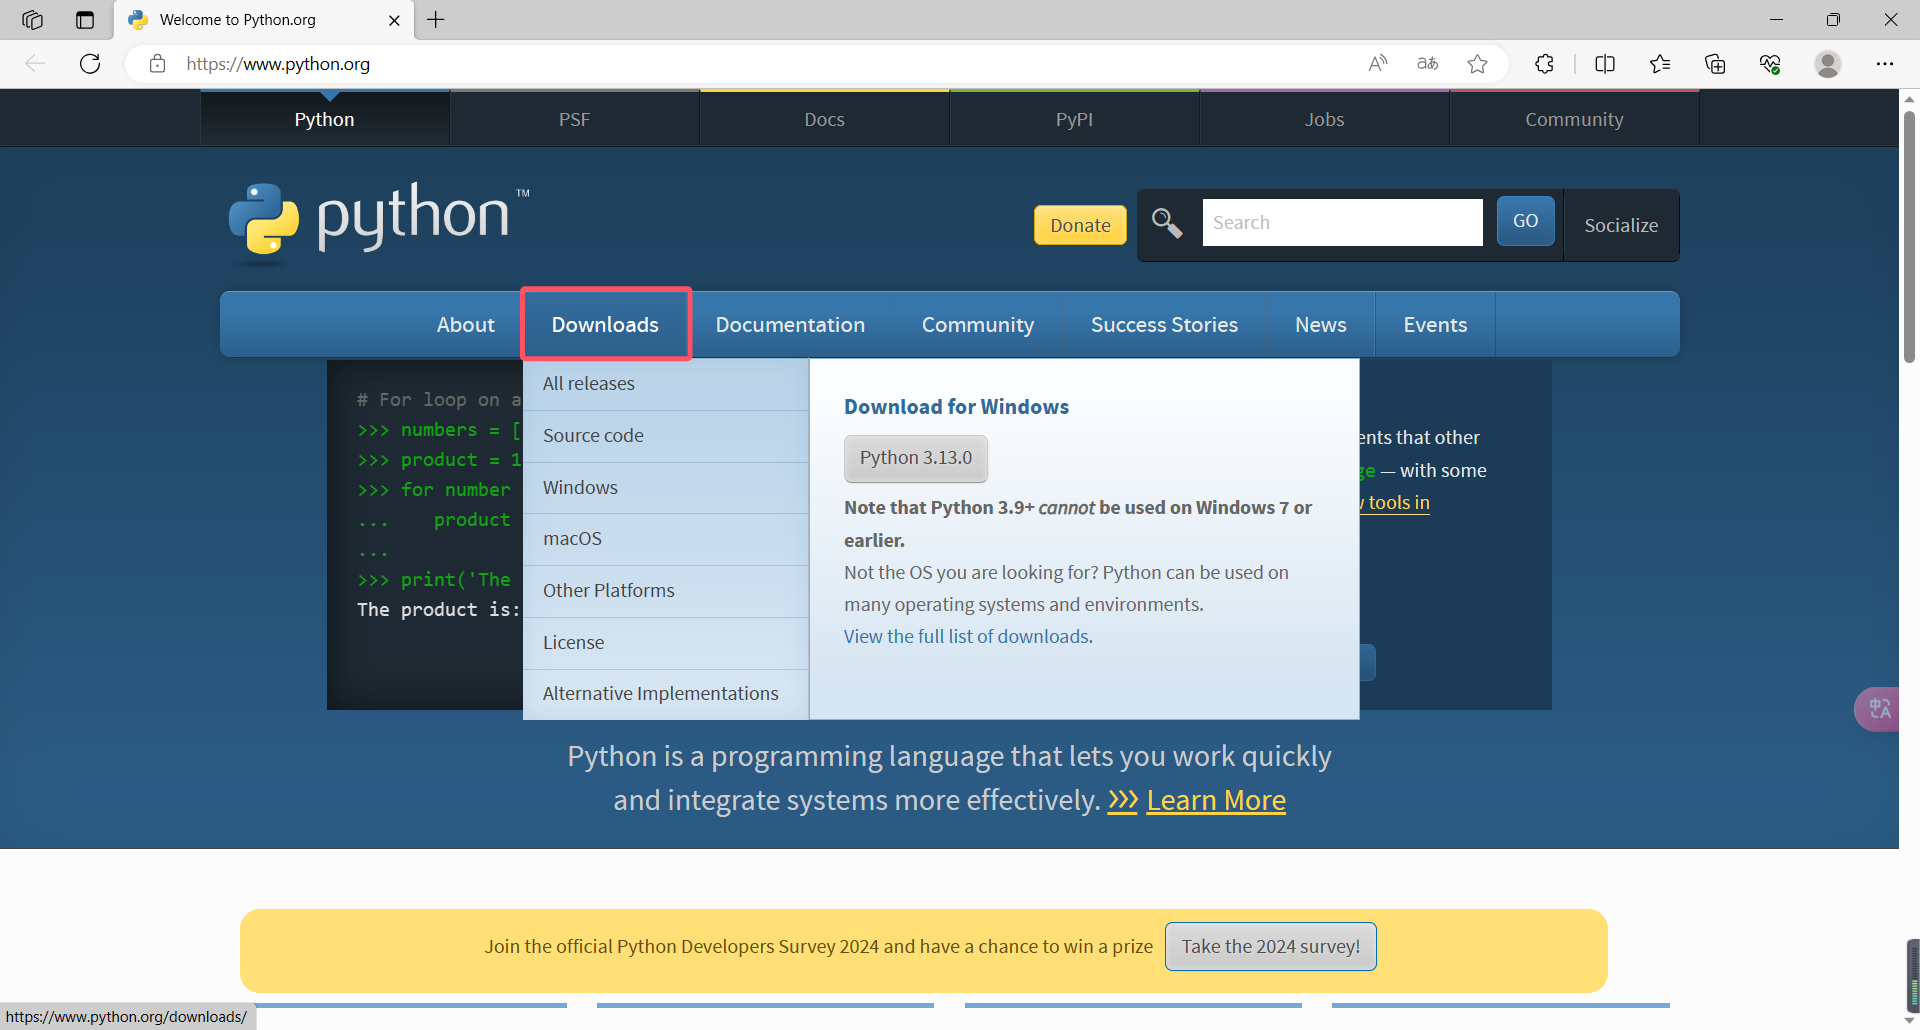 Welcome to Python.org
https://www.python.org
Python
PSF
Docs
PyPI
Jobs
Community
python™
Donate
Search
GO
Socialize
About
Downloads
Documentation
Community
Success Stories
News
Events
# For loop on a
>>> numbers = [
>>> product = 1
>>> for number
... product
...
>>> print('The
The product is:
All releases
Source code
Windows
macOS
Other Platforms
License
Alternative Implementations
Download for Windows
Python 3.13.0
Note that Python 3.9+ cannot be used on Windows 7 or
earlier.
Not the OS you are looking for? Python can be used on
many operating systems and environments.
View the full list of downloads.
ents that other
ge — with some
tools in
Python is a programming language that lets you work quickly
and integrate systems more effectively. >>> Learn More
Join the official Python Developers Survey 2024 and have a chance to win a prize
Take the 2024 survey!
https://www.python.org/downloads/